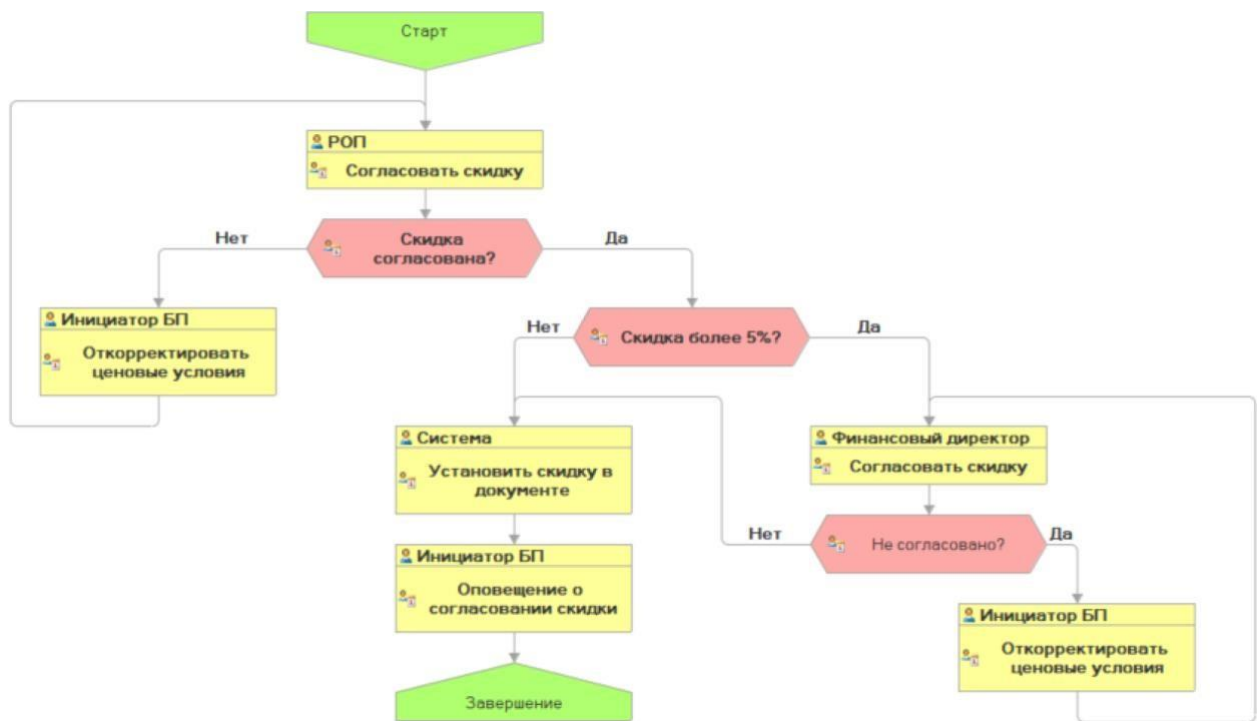 Старт
РОП
Согласовать скидку
Нет
Да
Скидка
согласована?
Инициатор БП
Откорректировать
ценовые условия
Нет
Да
Скидка более 5%?
Система
Установить скидку в
документе
Финансовый директор
Согласовать скидку
Нет
Да
Не согласовано?
Инициатор БП
Оповещение о
согласовании скидки
Инициатор БП
Откорректировать
ценовые условия
Завершение